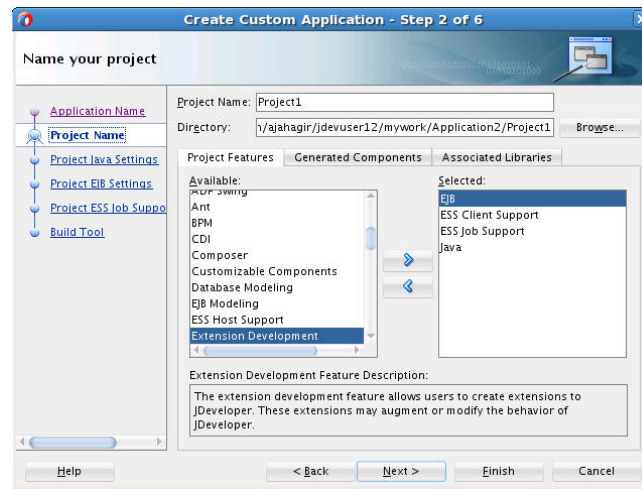 Create Custom Application - Step 2 of 6
Name your project
Application Name
Project Name
Project Java Settings
Project EJB Settings
Project ESS Job Suppo
Build Tool
Project Name: Project1
Directory: ı/ajahagir/jdevuser12/mywork/Application2/Project1 Browse...
Project Features Generated Components Associated Libraries
Available:
ADF Swing
Ant
BPM
CDI
Composer
Customizable Components
Database Modeling
EJB Modeling
ESS Host Support
Extension Development
Selected:
EJB
ESS Client Support
ESS Job Support
Java
Extension Development Feature Description:
The extension development feature allows users to create extensions to
JDeveloper. These extensions may augment or modify the behavior of
JDeveloper.
Help < Back Next > Finish Cancel